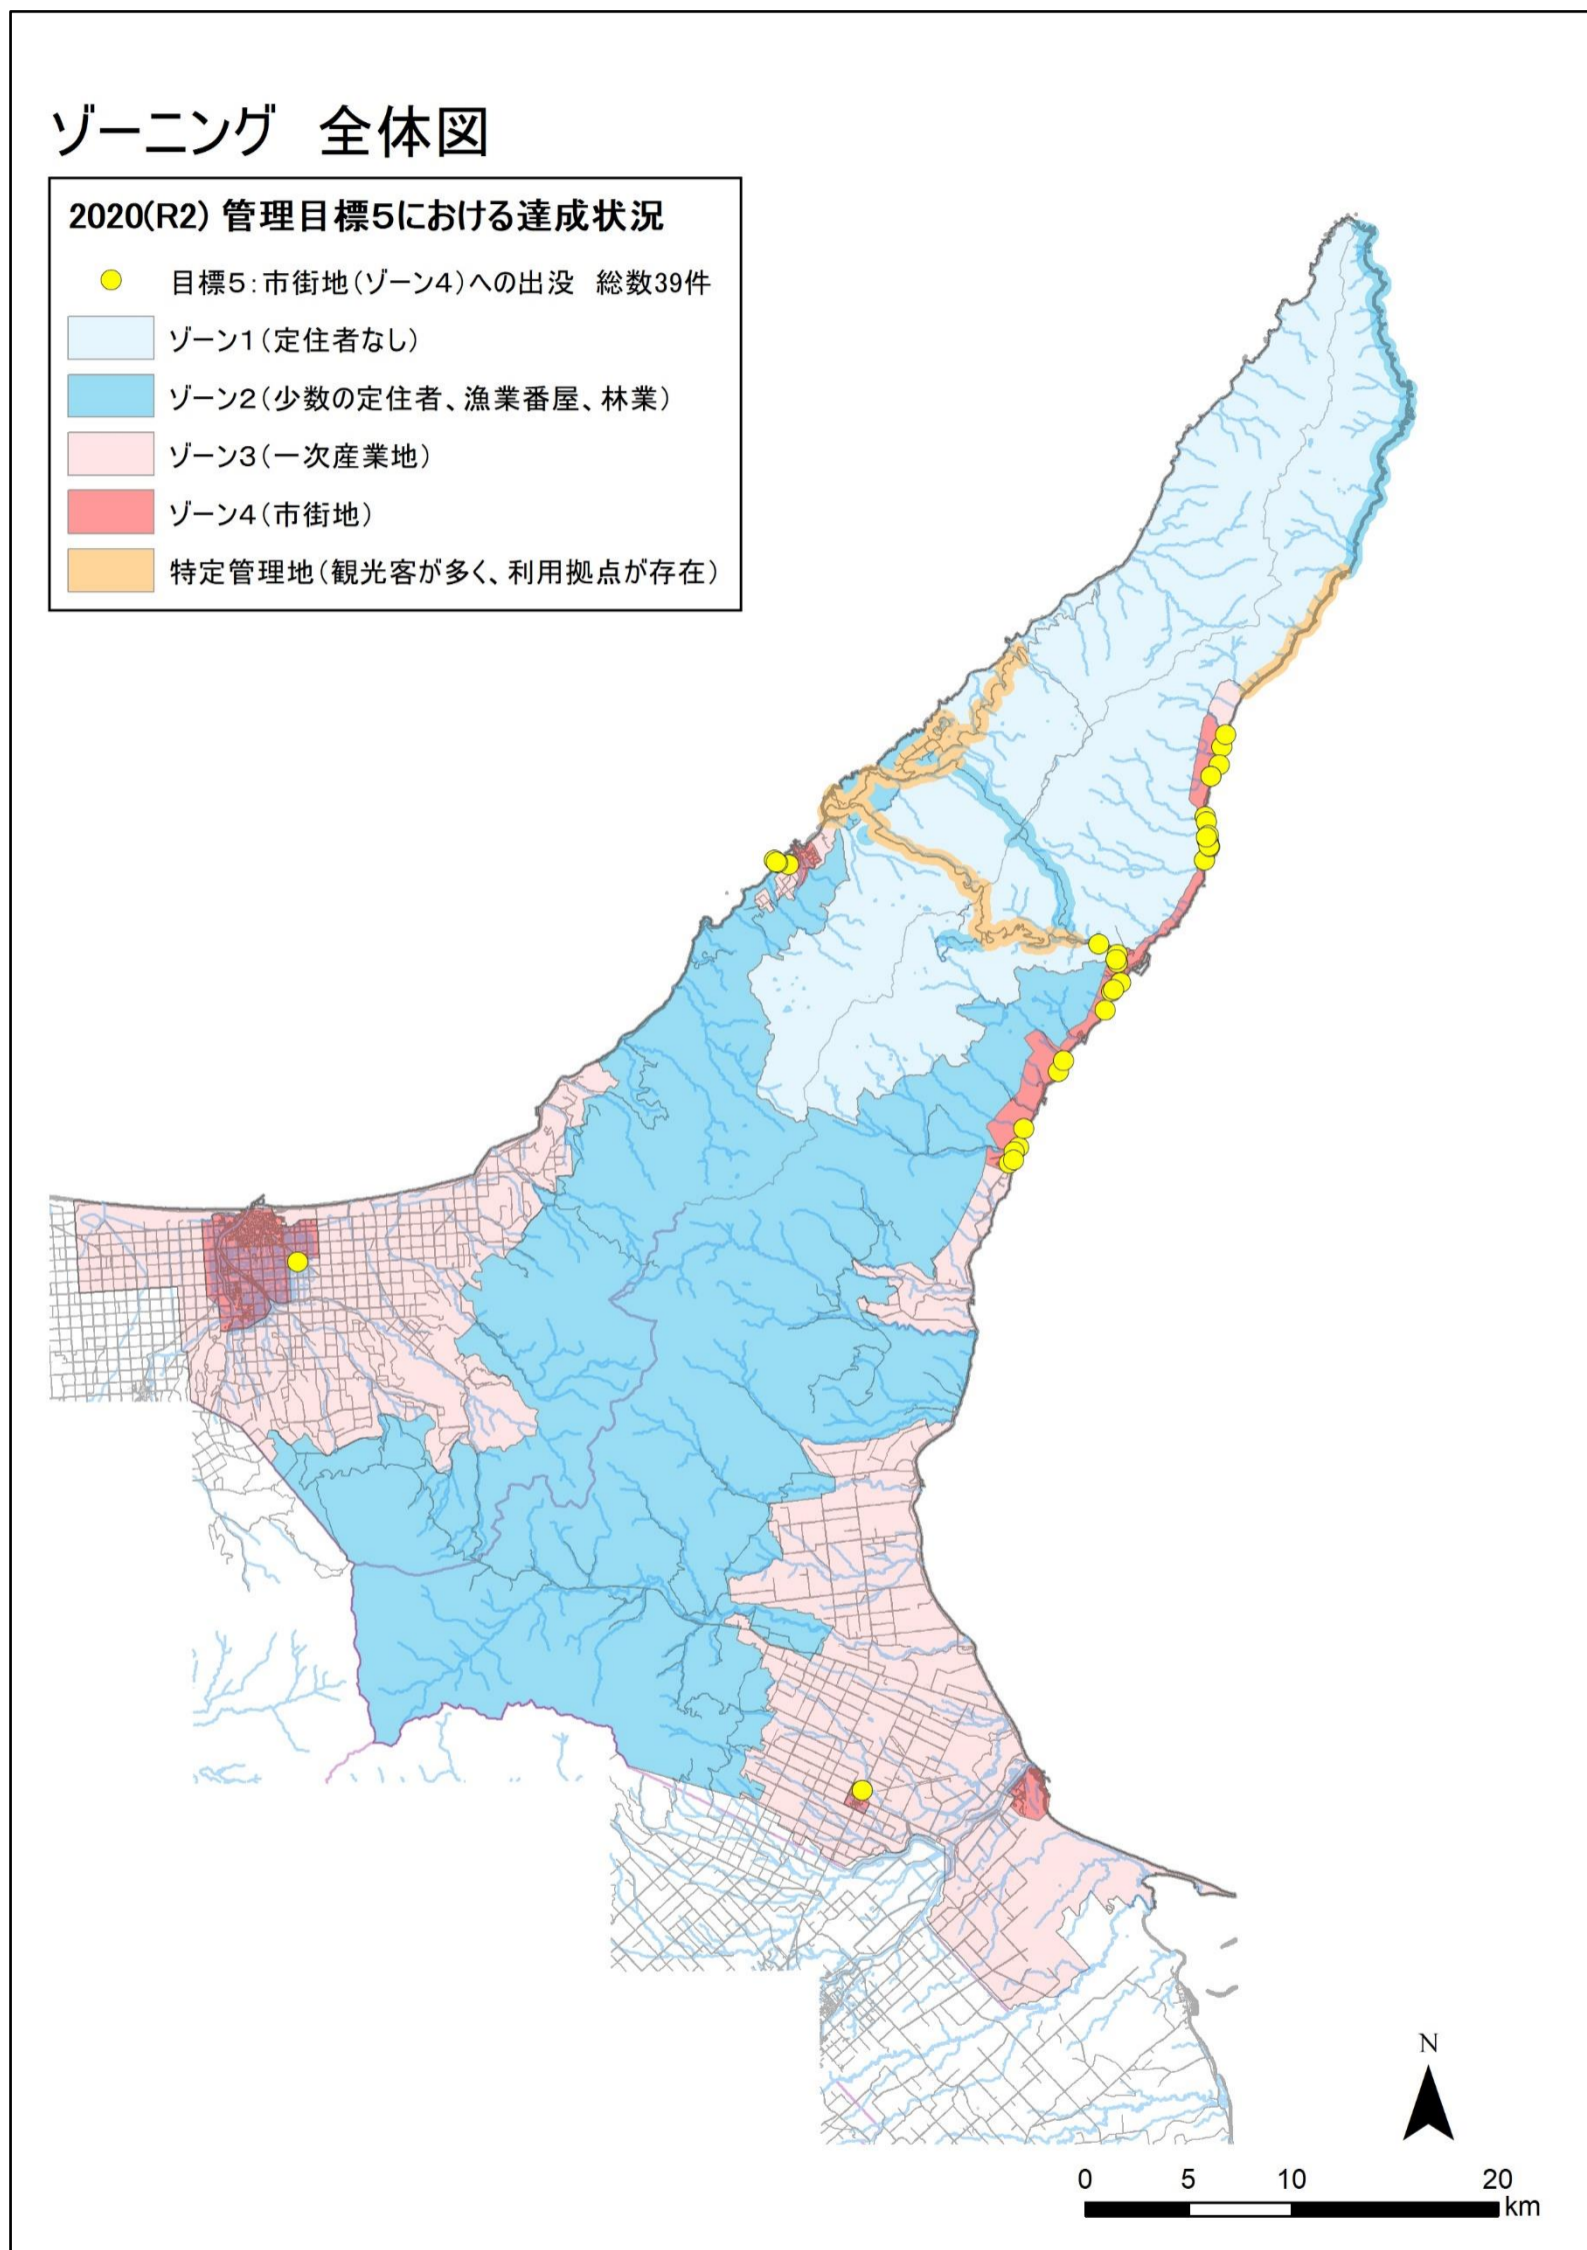 ゾーニング　全体図
2020(R2) 管理目標５における達成状況
目標５：市街地（ゾーン４）への出没　総数39件
ゾーン１（定住者なし）
ゾーン２（少数の定住者、漁業番屋、林業）
ゾーン３（一次産業地）
ゾーン４（市街地）
特定管理地（観光客が多く、利用拠点が存在）
N
0 5 10 20
km